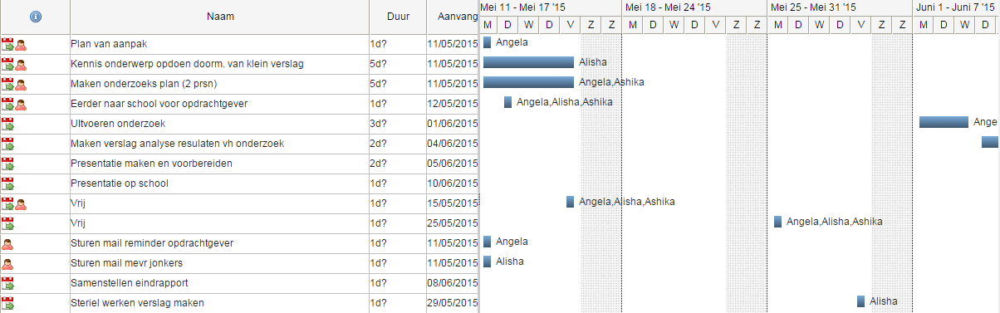 Naam Duur Aanvang Mei 11 - Mei 17 '15 Mei 18 - Mei 24 '15 Mei 25 - Mei 31 '15 Juni 1 - Juni 7 '15
M D W D V Z Z M D W D V Z Z M D W D V Z Z M D W D
Plan van aanpak 1d? 11/05/2015 Angela
Kennis onderwerp opdoen doorm. van klein verslag 5d? 11/05/2015 Alisha
Maken onderzoeks plan (2 prsn) 5d? 11/05/2015 Angela,Ashika
Eerder naar school voor opdrachtgever 1d? 12/05/2015 Angela,Alisha,Ashika
UItvoeren onderzoek 3d? 01/06/2015 Ange
Maken verslag analyse resulaten vh onderzoek 2d? 04/06/2015
Presentatie maken en voorbereiden 2d? 05/06/2015
Presentatie op school 1d? 10/06/2015
Vrij 1d? 15/05/2015 Angela,Alisha,Ashika
Vrij 1d? 25/05/2015 Angela,Alisha,Ashika
Sturen mail reminder opdrachtgever 1d? 11/05/2015 Angela
Sturen mail mevr jonkers 1d? 11/05/2015 Alisha
Samenstellen eindrapport 1d? 08/06/2015
Steriel werken verslag maken 1d? 29/05/2015 Alisha